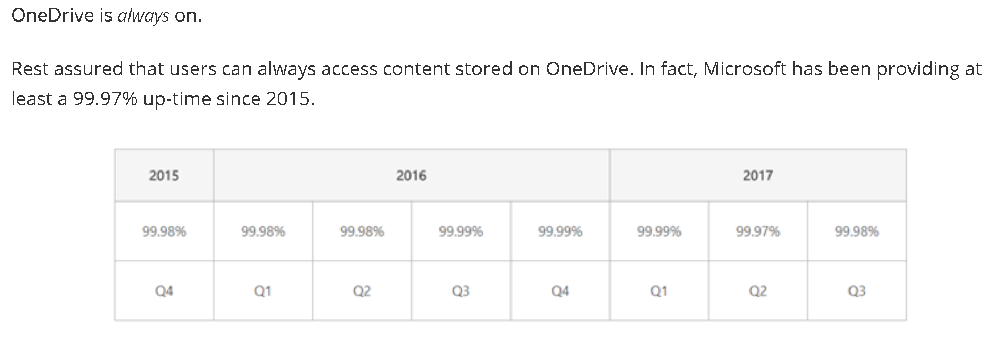 OneDrive is always on.
Rest assured that users can always access content stored on OneDrive. In fact, Microsoft has been providing at
least a 99.97% up-time since 2015.
2015 2016 2017
99.98% 99.98% 99.98% 99.99% 99.99% 99.99% 99.97% 99.98%
Q4 Q1 Q2 Q3 Q4 Q1 Q2 Q3